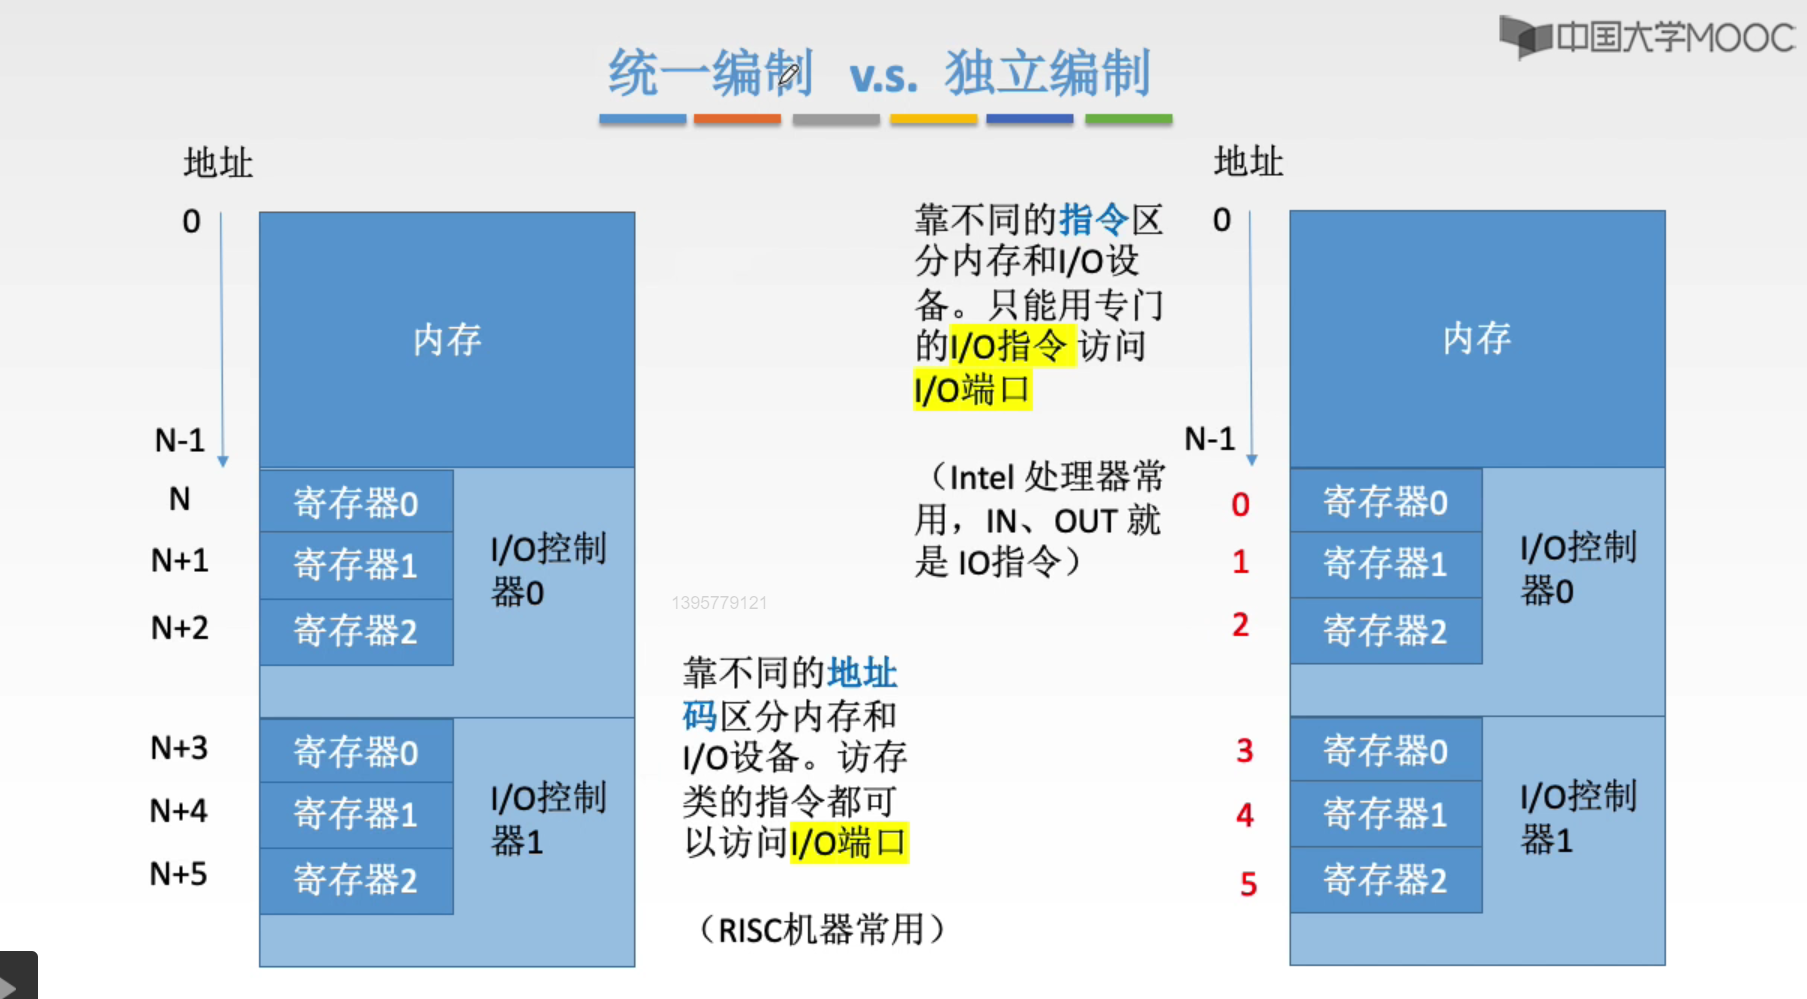 中国大学MOOC
统一编制 v.s. 独立编制
地址
0
内存
N-1
N
寄存器0
N+1
寄存器1
N+2
寄存器2
I/O控制
器0
N+3
寄存器0
N+4
寄存器1
N+5
寄存器2
I/O控制
器1
1395779121
靠不同的地址
码区分内存和
I/O设备。访存
类的指令都可
以访问I/O端口
（RISC机器常用）
靠不同的指令区
分内存和I/O设
备。只能用专门
的I/O指令 访问
I/O端口
（Intel 处理器常
用，IN、OUT 就
是 IO指令）
地址
0
内存
N-1
0
寄存器0
1
寄存器1
2
寄存器2
I/O控制
器0
3
寄存器0
4
寄存器1
5
寄存器2
I/O控制
器1